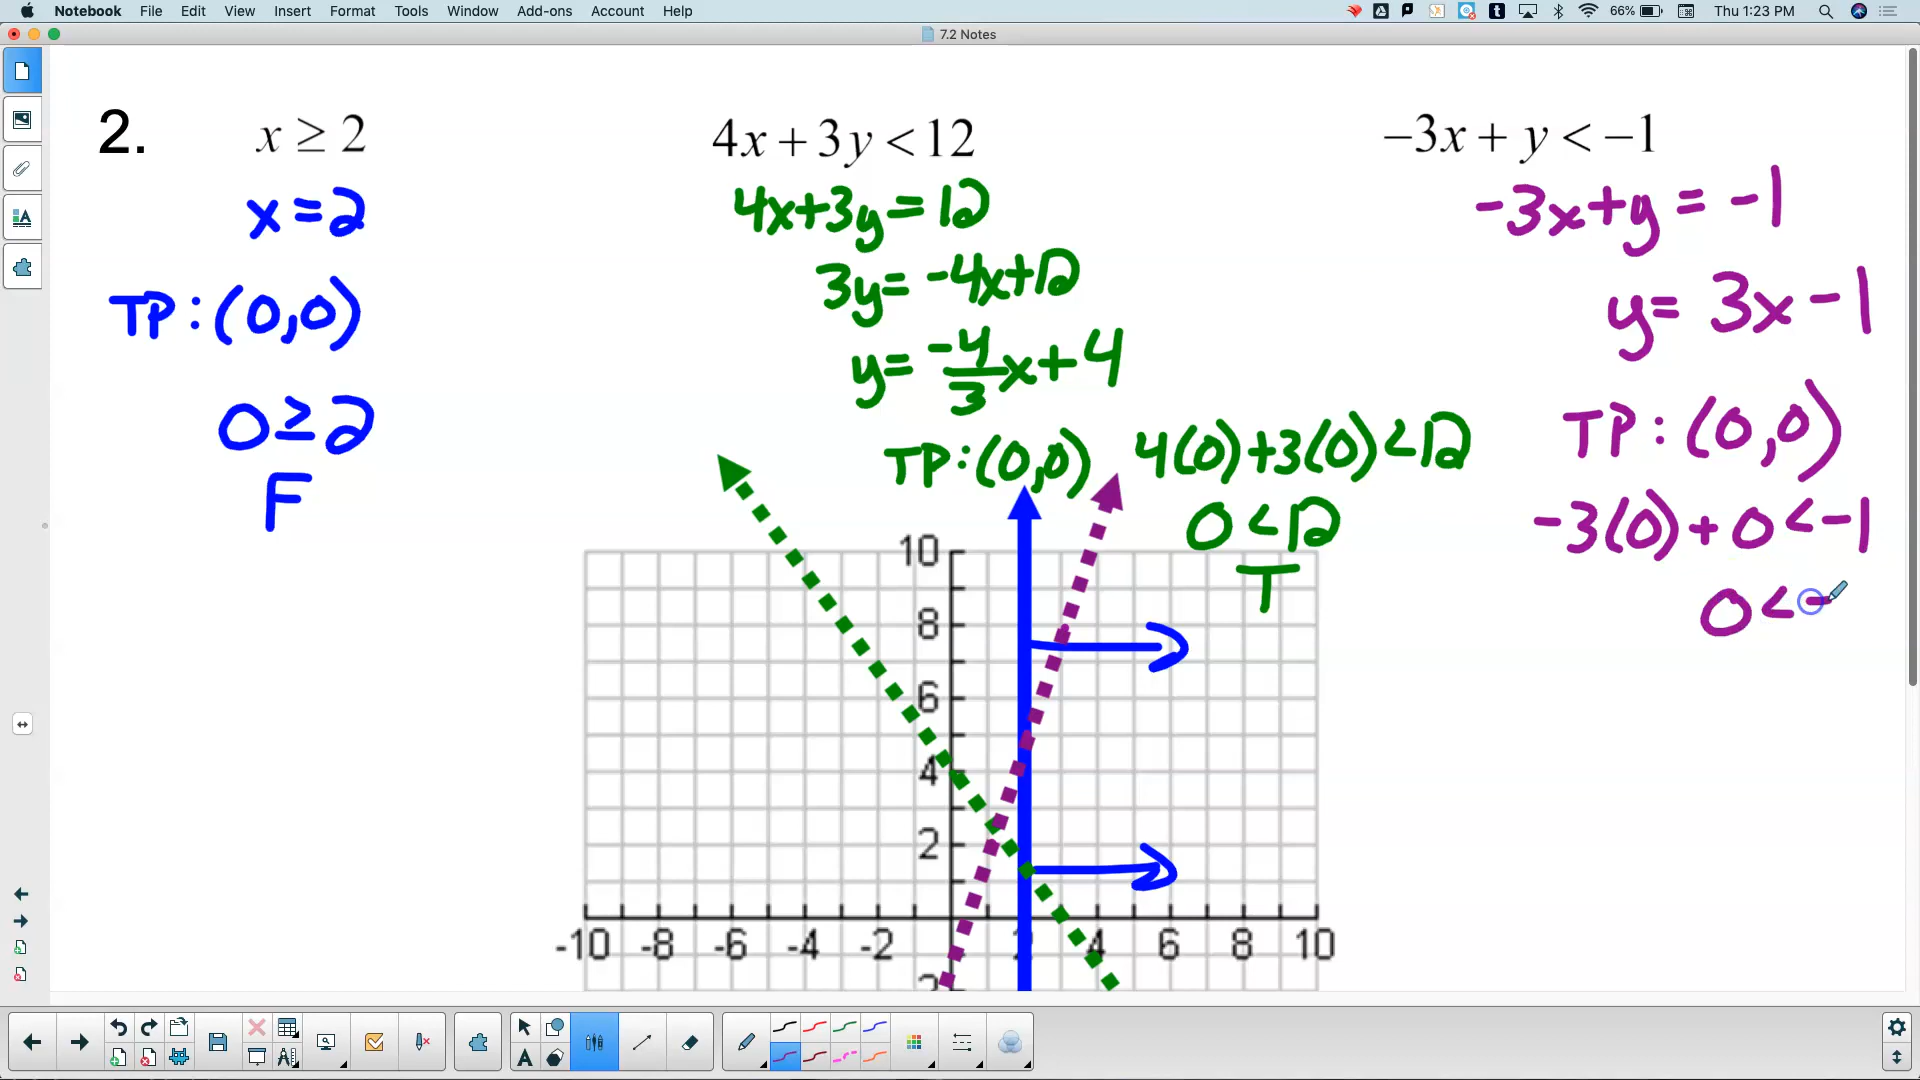 Notebook File Edit View Insert Format Tools Window Add-ons Account Help 66% Thu 1:23 PM
7.2 Notes
2. x ≥ 2
x = 2
TP: (0,0)
0 ≥ 2
F
4x + 3y < 12
4x+3y = 12
3y = -4x+12
y = -4/3 x + 4
TP: (0,0) 4(0)+3(0) < 12
0 < 12
T
−3x + y < −1
-3x+y = -1
y = 3x - 1
TP: (0,0)
-3(0) + 0 < -1
0 < -
10
8
6
4
2
-10 -8 -6 -4 -2 4 6 8 10